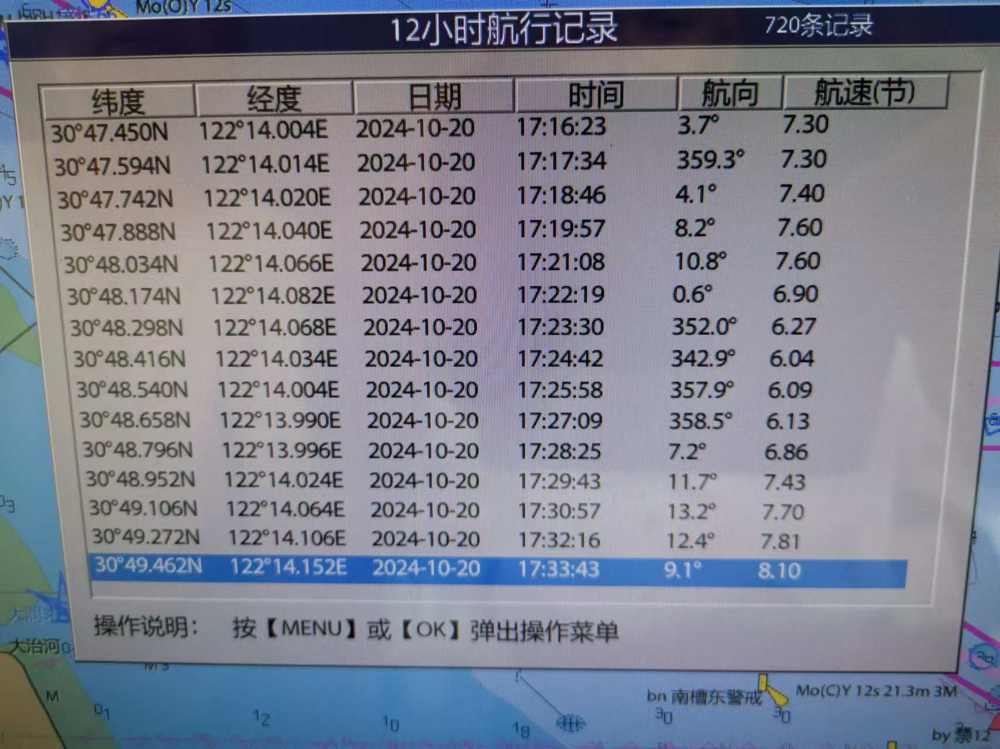 Mo(O)Y 12s
12小时航行记录 720条记录
纬度 经度 日期 时间 航向 航速(节)
30°47.450N 122°14.004E 2024-10-20 17:16:23 3.7° 7.30
30°47.594N 122°14.014E 2024-10-20 17:17:34 359.3° 7.30
30°47.742N 122°14.020E 2024-10-20 17:18:46 4.1° 7.40
30°47.888N 122°14.040E 2024-10-20 17:19:57 8.2° 7.60
30°48.034N 122°14.066E 2024-10-20 17:21:08 10.8° 7.60
30°48.174N 122°14.082E 2024-10-20 17:22:19 0.6° 6.90
30°48.298N 122°14.068E 2024-10-20 17:23:30 352.0° 6.27
30°48.416N 122°14.034E 2024-10-20 17:24:42 342.9° 6.04
30°48.540N 122°14.004E 2024-10-20 17:25:58 357.9° 6.09
30°48.658N 122°13.990E 2024-10-20 17:27:09 358.5° 6.13
30°48.796N 122°13.996E 2024-10-20 17:28:25 7.2° 6.86
30°48.952N 122°14.024E 2024-10-20 17:29:43 11.7° 7.43
30°49.106N 122°14.064E 2024-10-20 17:30:57 13.2° 7.70
30°49.272N 122°14.106E 2024-10-20 17:32:16 12.4° 7.81
30°49.462N 122°14.152E 2024-10-20 17:33:43 9.1° 8.10
操作说明： 按【MENU】或【OK】弹出操作菜单
大治河
M
bn 南槽东警戒 Mo(C)Y 12s 21.3m 3M
01 12 10 18 30 30
by 禁12